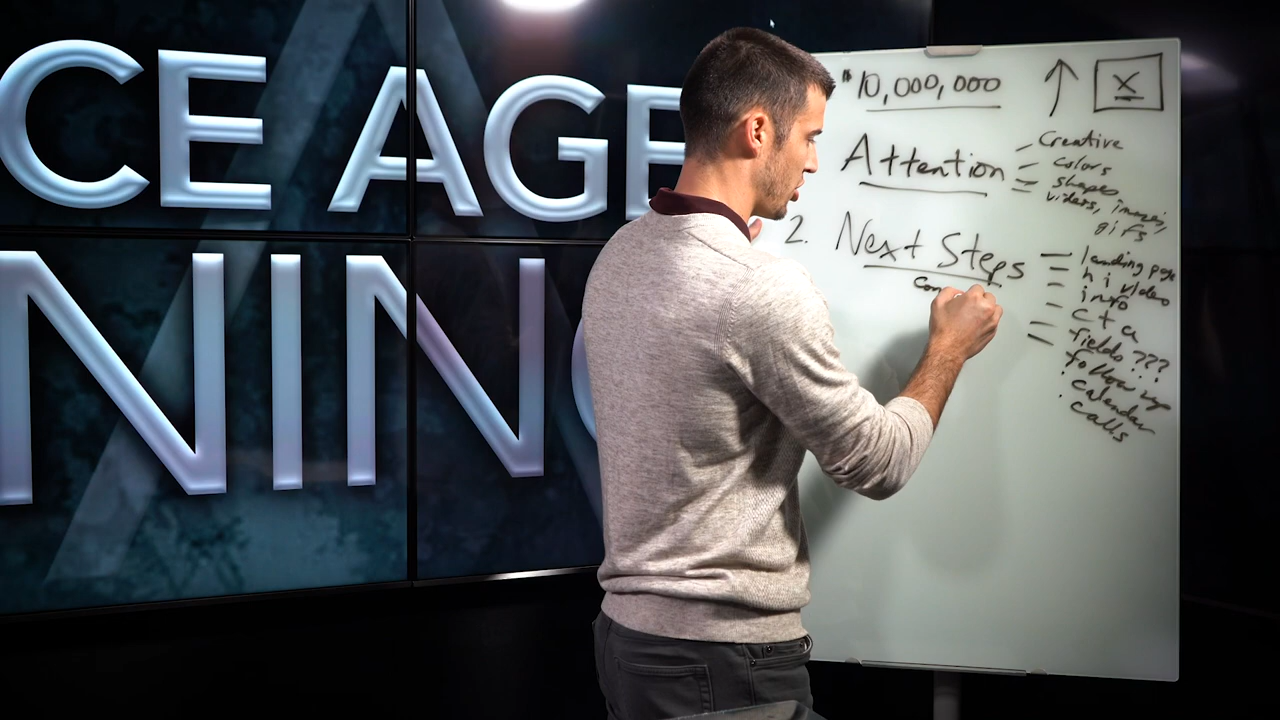 CE AGE
NIN
$10,000,000 ↑ X
Attention
– Creative
– colors
– shapes
– videos, images, gifs
2. Next Steps
con
– landing page
– hi video
– info
– c t a
– fields ???
– follow up
· calendar
· calls